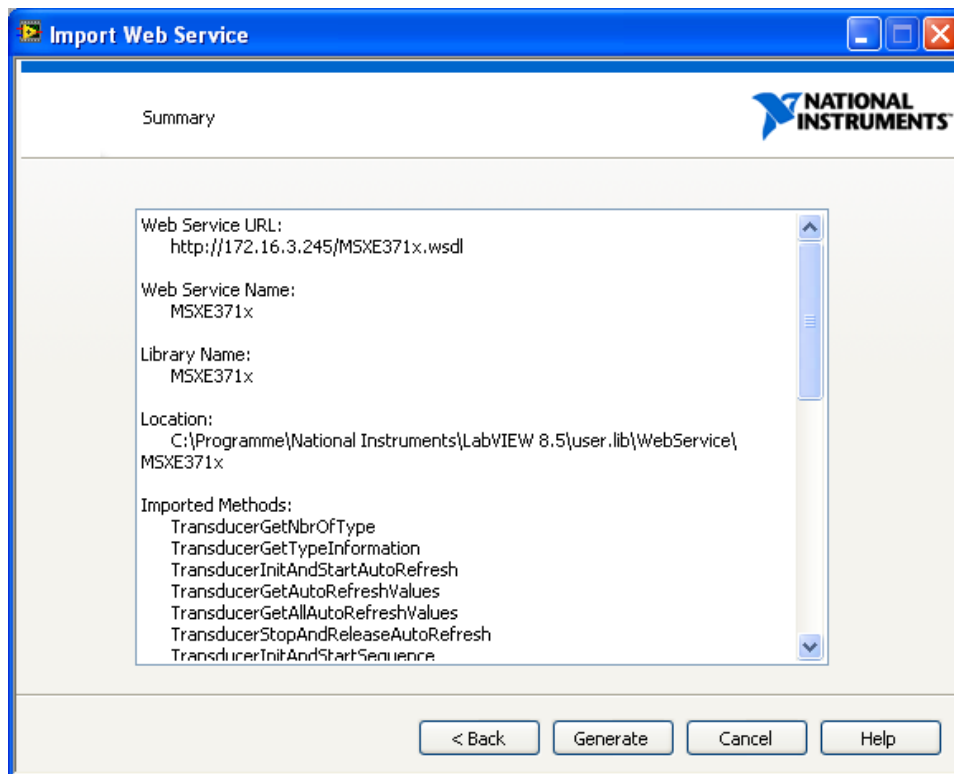 Import Web Service
Summary
NATIONAL
INSTRUMENTS
Web Service URL:
http://172.16.3.245/MSXE371x.wsdl
Web Service Name:
MSXE371x
Library Name:
MSXE371x
Location:
C:\Programme\National Instruments\LabVIEW 8.5\user.lib\WebService\
MSXE371x
Imported Methods:
TransducerGetNbrOfType
TransducerGetTypeInformation
TransducerInitAndStartAutoRefresh
TransducerGetAutoRefreshValues
TransducerGetAllAutoRefreshValues
TransducerStopAndReleaseAutoRefresh
TransducerInitAndStartSequence
< Back Generate Cancel Help